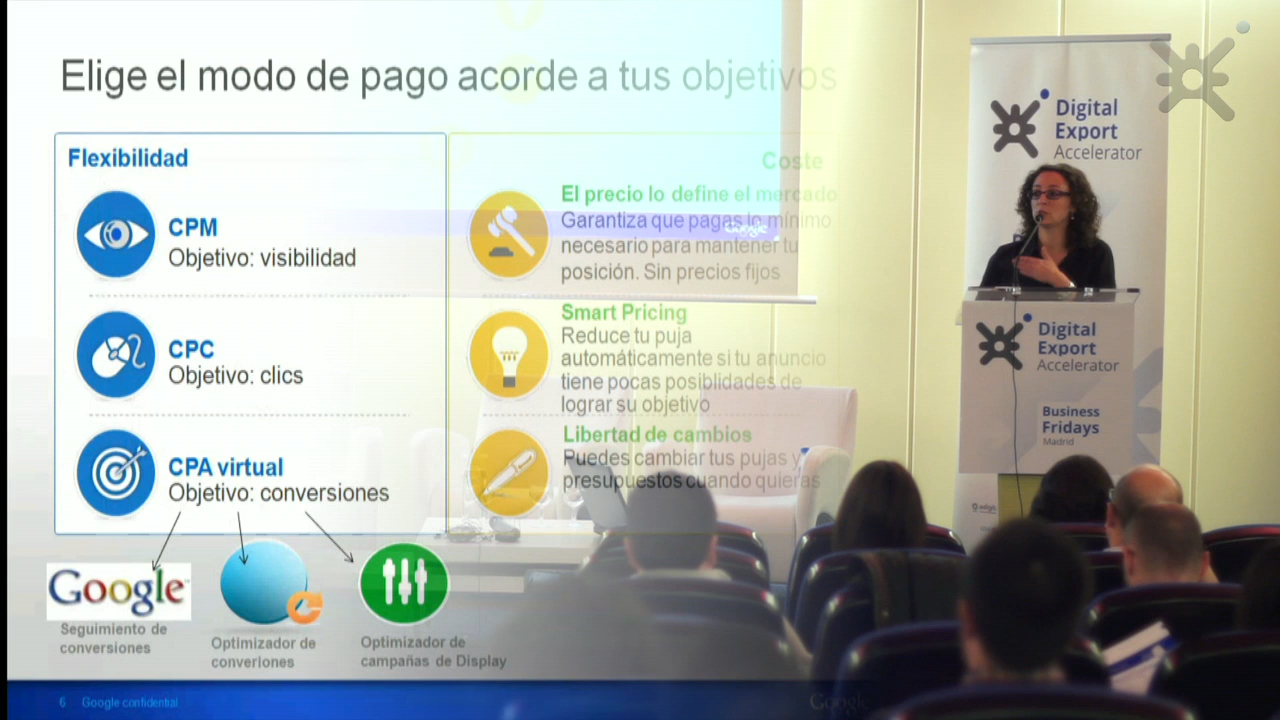 Elige el modo de pago acorde a tus objetivos
Flexibilidad
CPM
Objetivo: visibilidad
CPC
Objetivo: clics
CPA virtual
Objetivo: conversiones
Coste
El precio lo define el mercado
Garantiza que pagas lo mínimo
necesario para mantener tu
posición. Sin precios fijos
Smart Pricing
Reduce tu puja
automáticamente si tu anuncio
tiene pocas posiblidades de
lograr su objetivo
Libertad de cambios
Puedes cambiar tus pujas y
presupuestos cuando quieras
Google
Seguimiento de
conversiones
Optimizador de
converiones
Optimizador de
campañas de Display
6 Google confidential
Google
Google
Digital
Export
Accelerator
Digital
Export
Accelerator
Business
Fridays
Madrid